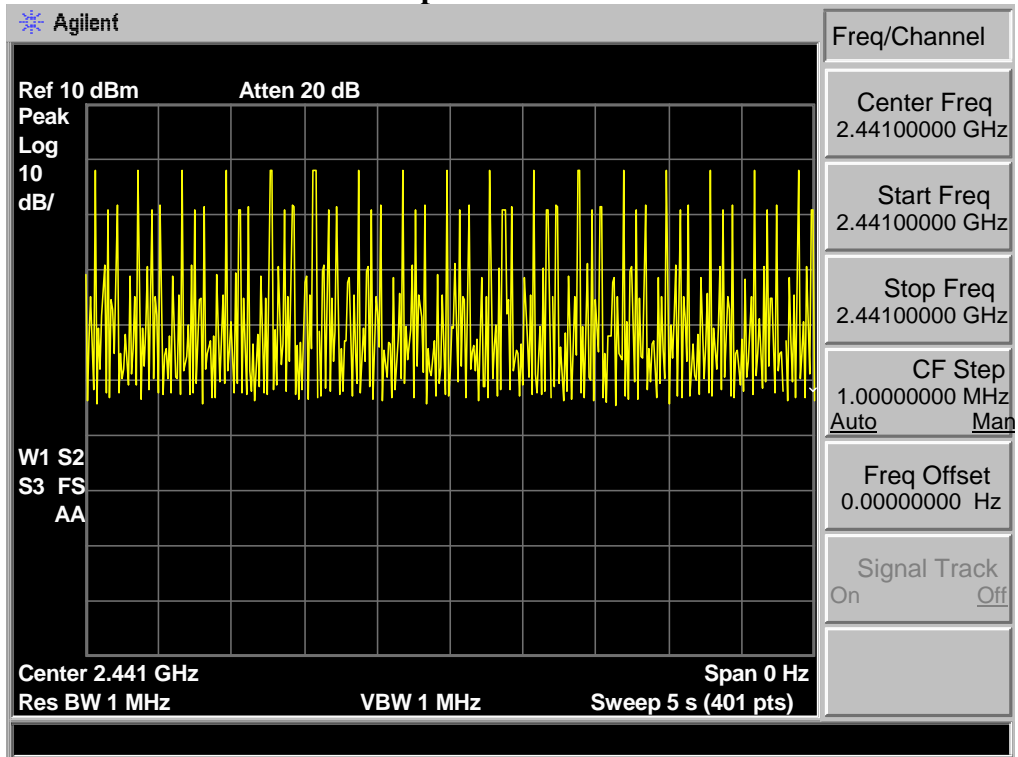 Agilent
Ref 10 dBm Atten 20 dB
Peak
Log
10
dB/
W1 S2
S3 FS
AA
Center 2.441 GHz Span 0 Hz
Res BW 1 MHz VBW 1 MHz Sweep 5 s (401 pts)
Freq/Channel
Center Freq
2.44100000 GHz
Start Freq
2.44100000 GHz
Stop Freq
2.44100000 GHz
CF Step
1.00000000 MHz
Auto Man
Freq Offset
0.00000000 Hz
Signal Track
On Off